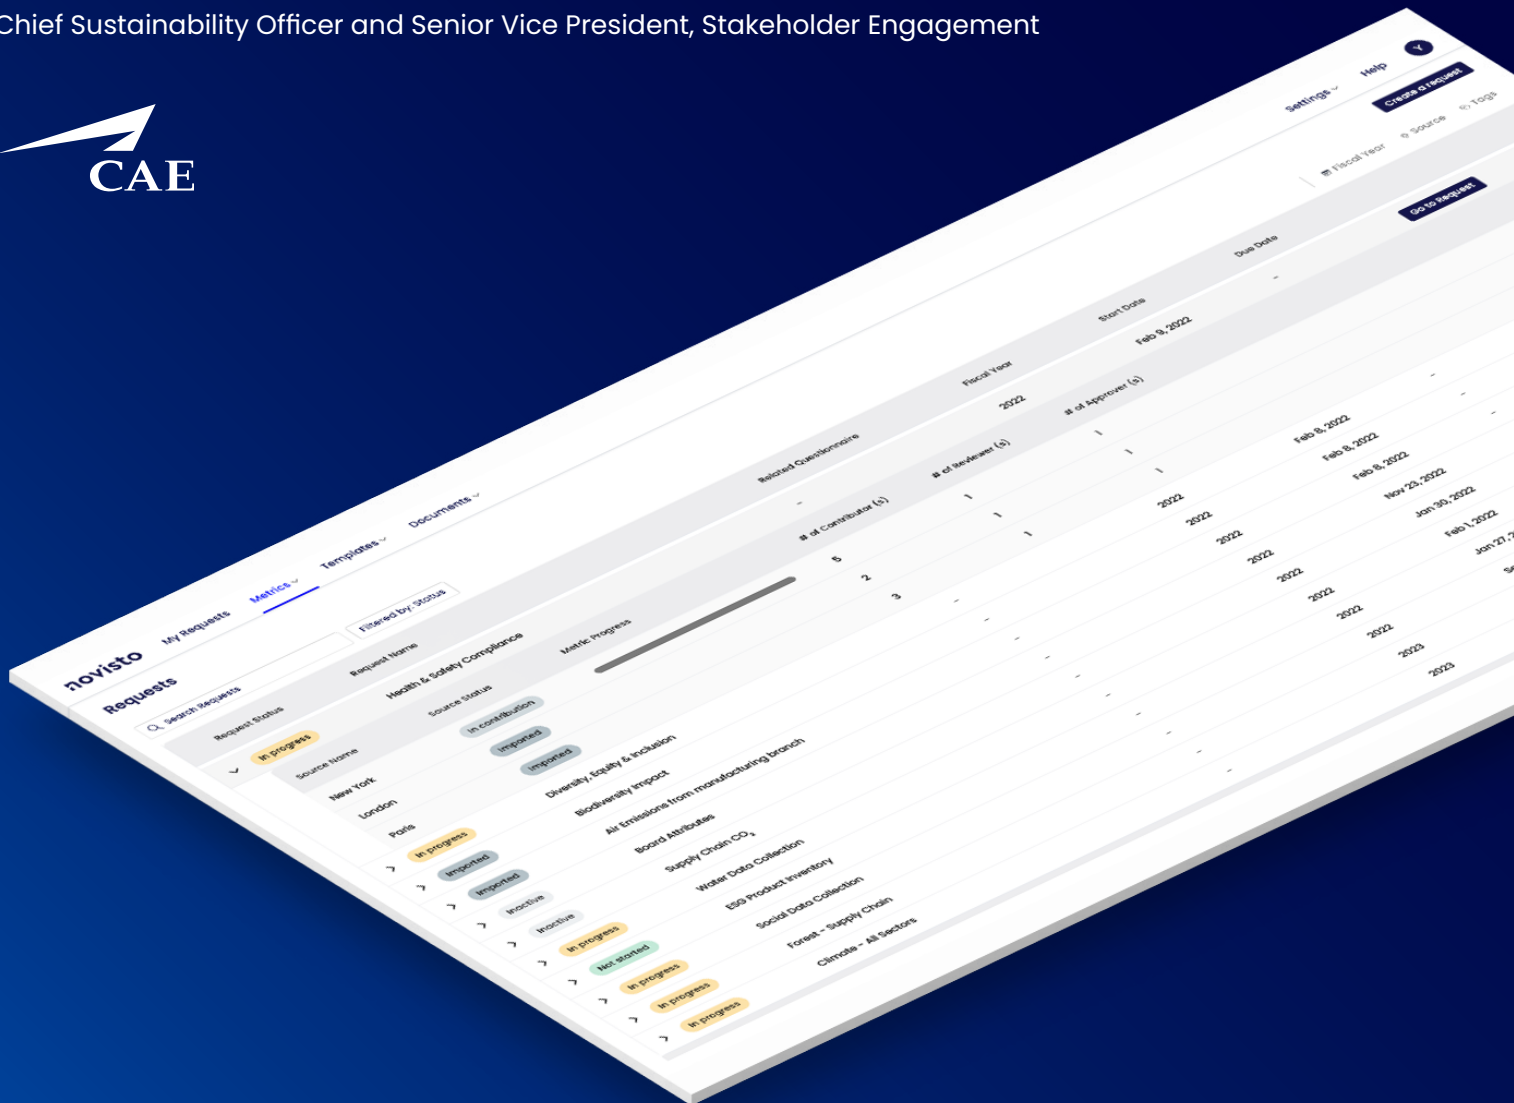 Chief Sustainability Officer and Senior Vice President, Stakeholder Engagement
CAE
novisto My Requests Metrics Templates Documents Settings Help Y
Requests Create a request
Search Requests Filtered by: Status Fiscal Year Source Tags
Request Status Request Name Related Questionnaire Fiscal Year Start Date Due Date
In progress Health & Safety Compliance - 2022 Feb 9, 2022 - Go to Request
Source Name Source Status Metric Progress # of Contributor (s) # of Reviewer (s) # of Approver (s)
New York In contribution 5 1 1
London Imported 2 1 1
Paris Imported 3 1 1
In progress Diversity, Equity & Inclusion - 2022 Feb 8, 2022 -
Imported Biodiversity Impact - 2022 Feb 8, 2022 -
Imported Air Emissions from manufacturing branch - 2022 Feb 8, 2022 -
Inactive Board Attributes - 2022 Nov 23, 2022
Inactive Supply Chain CO₂ - 2022 Jan 30, 2022
In progress Water Data Collection - 2022 Feb 1, 2022
Not started ESG Product Inventory - 2022 Jan 27,
In progress Social Data Collection - 2022
In progress Forest - Supply Chain - 2023
In progress Climate - All Sectors - 2023